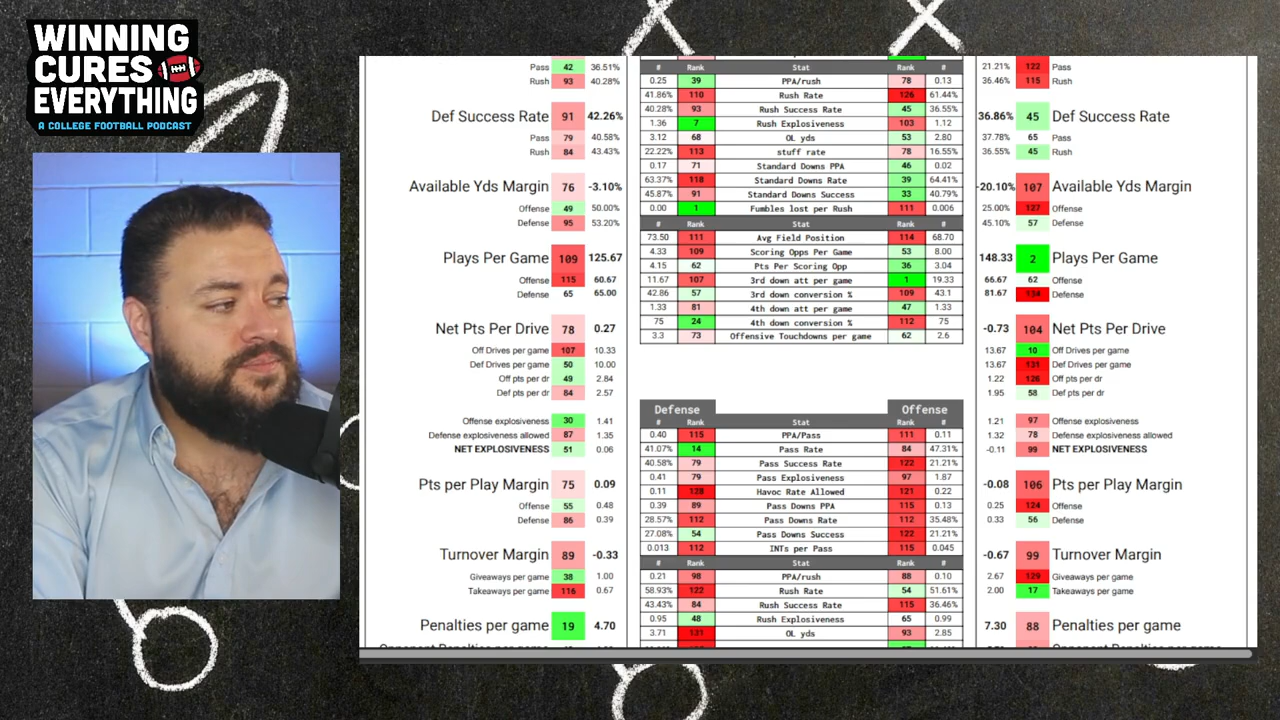 WINNING
CURES
EVERYTHING
A COLLEGE FOOTBALL PODCAST
Pass 42 36.51%
Rush 93 40.28%
Def Success Rate 91 42.26%
Pass 79 40.58%
Rush 84 43.43%
Available Yds Margin 76 -3.10%
Offense 49 50.00%
Defense 95 53.20%
Plays Per Game 109 125.67
Offense 115 60.67
Defense 65 65.00
Net Pts Per Drive 78 0.27
Off Drives per game 107 10.33
Def Drives per game 50 10.00
Off pts per dr 49 2.84
Def pts per dr 84 2.57
Offense explosiveness 30 1.41
Defense explosiveness allowed 87 1.35
NET EXPLOSIVENESS 51 0.06
Pts per Play Margin 75 0.09
Offense 55 0.48
Defense 86 0.39
Turnover Margin 89 -0.33
Giveaways per game 38 1.00
Takeaways per game 116 0.67
Penalties per game 19 4.70
# Rank Stat Rank #
0.25 39 PPA/rush 78 0.13
41.86% 110 Rush Rate 126 61.44%
40.28% 93 Rush Success Rate 45 36.55%
1.36 7 Rush Explosiveness 103 1.12
3.12 68 OL yds 53 2.80
22.22% 113 stuff rate 78 16.55%
0.17 71 Standard Downs PPA 46 0.02
63.37% 118 Standard Downs Rate 39 64.41%
45.87% 91 Standard Downs Success 33 40.79%
0.00 1 Fumbles lost per Rush 111 0.006
# Rank Stat Rank #
73.50 111 Avg Field Position 114 68.70
4.33 109 Scoring Opps Per Game 53 8.00
4.15 62 Pts Per Scoring Opp 36 3.04
11.67 107 3rd down att per game 1 19.33
42.86 57 3rd down conversion % 109 43.1
1.33 81 4th down att per game 47 1.33
75 24 4th down conversion % 112 75
3.3 73 Offensive Touchdowns per game 62 2.6
Defense Offense
# Rank Stat Rank #
0.40 115 PPA/Pass 111 0.11
41.07% 14 Pass Rate 84 47.31%
40.58% 79 Pass Success Rate 122 21.21%
0.41 79 Pass Explosiveness 97 1.87
0.11 128 Havoc Rate Allowed 121 0.22
0.39 89 Pass Downs PPA 115 0.13
28.57% 112 Pass Downs Rate 112 35.48%
27.08% 54 Pass Downs Success 122 21.21%
0.013 112 INTs per Pass 115 0.045
# Rank Stat Rank #
0.21 98 PPA/rush 88 0.10
58.93% 122 Rush Rate 54 51.61%
43.43% 84 Rush Success Rate 115 36.46%
0.95 48 Rush Explosiveness 65 0.99
3.71 131 OL yds 93 2.85
21.21% 122 Pass
36.46% 115 Rush
36.86% 45 Def Success Rate
37.78% 65 Pass
36.55% 45 Rush
-20.10% 107 Available Yds Margin
25.00% 127 Offense
45.10% 57 Defense
148.33 2 Plays Per Game
66.67 62 Offense
81.67 134 Defense
-0.73 104 Net Pts Per Drive
13.67 10 Off Drives per game
13.67 131 Def Drives per game
1.22 126 Off pts per dr
1.95 58 Def pts per dr
1.21 97 Offense explosiveness
1.32 78 Defense explosiveness allowed
-0.11 99 NET EXPLOSIVENESS
-0.08 106 Pts per Play Margin
0.25 124 Offense
0.33 56 Defense
-0.67 99 Turnover Margin
2.67 129 Giveaways per game
2.00 17 Takeaways per game
7.30 88 Penalties per game